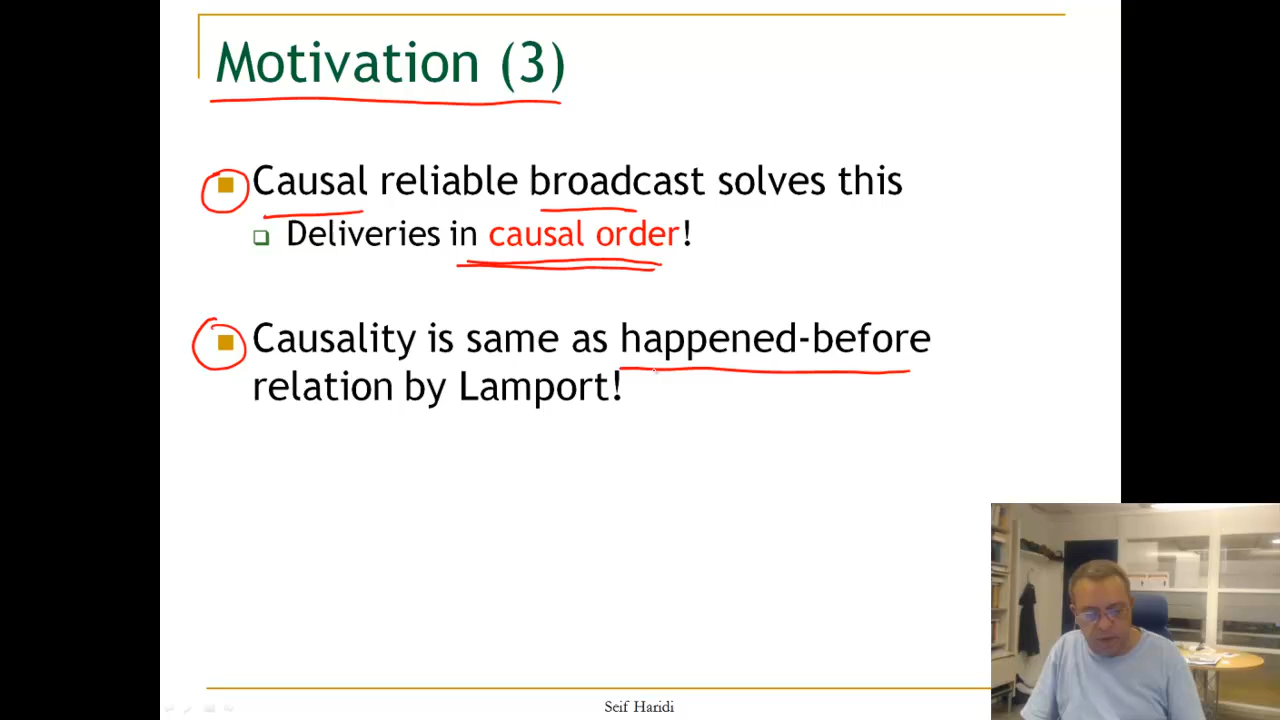 Motivation (3)
Causal reliable broadcast solves this
Deliveries in causal order!
Causality is same as happened-before
relation by Lamport!
Seif Haridi